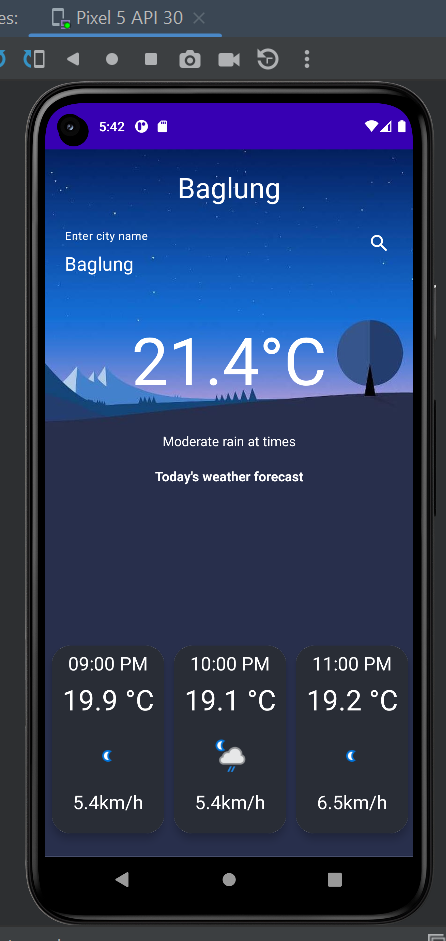 es:
Pixel 5 API 30
5:42
Baglung
Enter city name
Baglung
21.4°C
Moderate rain at times
Today's weather forecast
09:00 PM 10:00 PM 11:00 PM
19.9 °C 19.1 °C 19.2 °C
5.4km/h 5.4km/h 6.5km/h